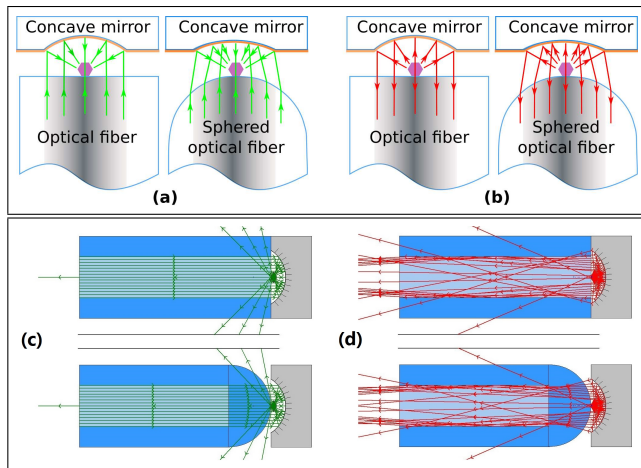 Concave mirror Concave mirror Concave mirror Concave mirror
Optical fiber Sphered optical fiber Optical fiber Sphered optical fiber
(a) (b)
(c) (d)